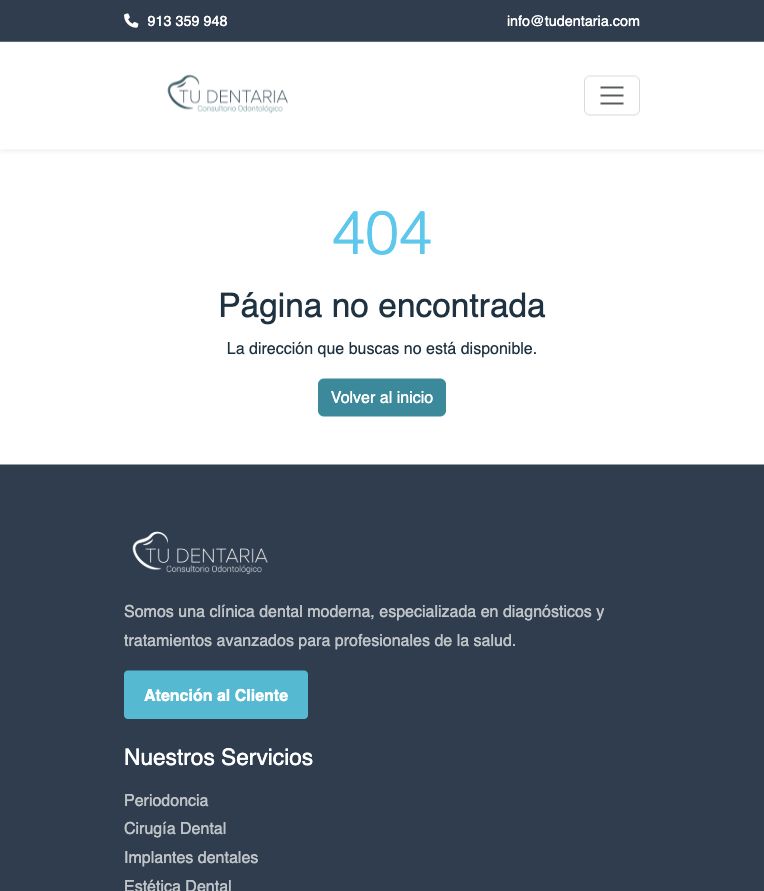 913 359 948
info@tudentaria.com
TU DENTARIA
Consultorio Odontológico
404
Página no encontrada
La dirección que buscas no está disponible.
Volver al inicio
TU DENTARIA
Consultorio Odontológico
Somos una clínica dental moderna, especializada en diagnósticos y
tratamientos avanzados para profesionales de la salud.
Atención al Cliente
Nuestros Servicios
Periodoncia
Cirugía Dental
Implantes dentales
Estética Dental